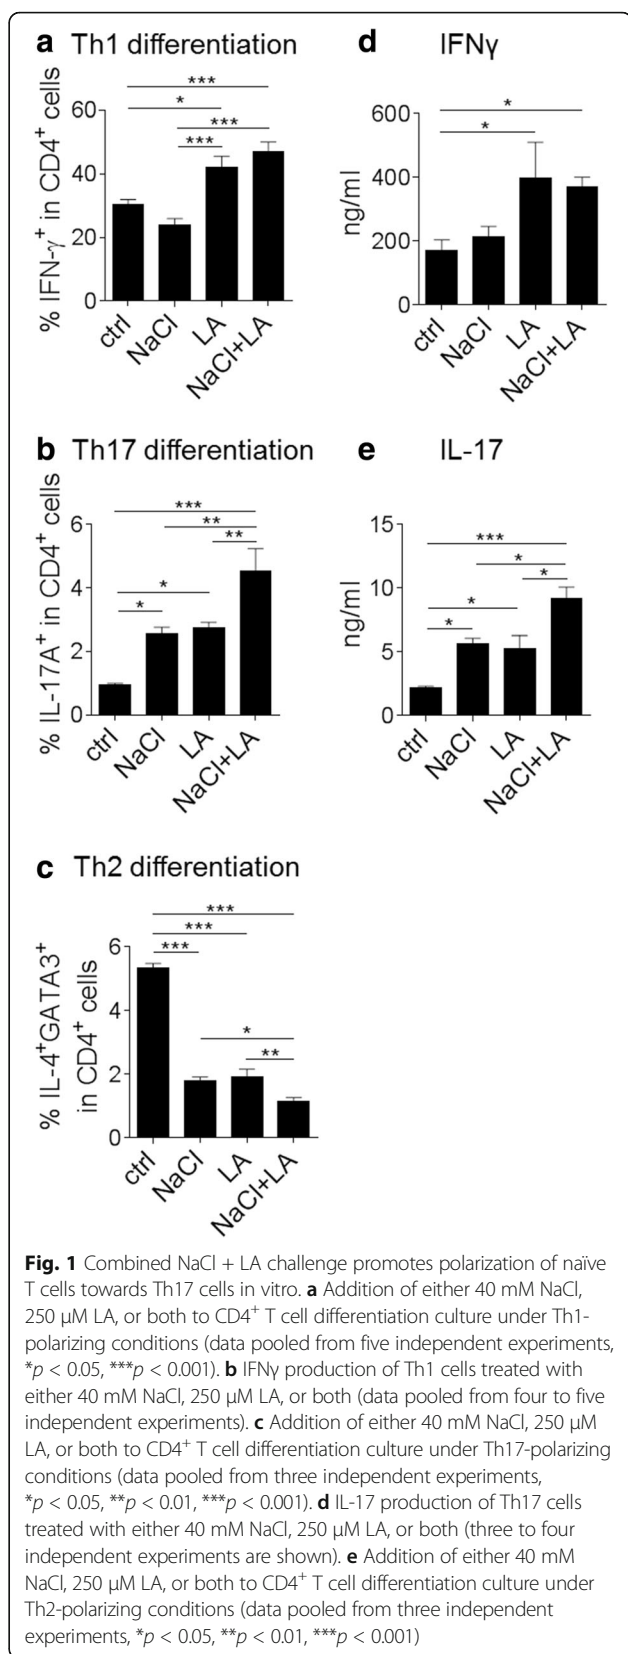 a Th1 differentiation
% IFN-γ⁺ in CD4⁺ cells
60
40
20
0
***
*
***
***
ctrl
NaCl
LA
NaCl+LA
d IFNγ
ng/ml
600
400
200
0
*
*
ctrl
NaCl
LA
NaCl+LA
b Th17 differentiation
% IL-17A⁺ in CD4⁺ cells
6
4
2
0
***
**
**
*
*
ctrl
NaCl
LA
NaCl+LA
e IL-17
ng/ml
15
10
5
0
***
*
*
*
*
ctrl
NaCl
LA
NaCl+LA
c Th2 differentiation
% IL-4⁺GATA3⁺
in CD4⁺ cells
6
4
2
0
***
***
***
*
**
ctrl
NaCl
LA
NaCl+LA
Fig. 1 Combined NaCl + LA challenge promotes polarization of naïve
T cells towards Th17 cells in vitro. a Addition of either 40 mM NaCl,
250 μM LA, or both to CD4⁺ T cell differentiation culture under Th1-
polarizing conditions (data pooled from five independent experiments,
*p < 0.05, ***p < 0.001). b IFNγ production of Th1 cells treated with
either 40 mM NaCl, 250 μM LA, or both (data pooled from four to five
independent experiments). c Addition of either 40 mM NaCl, 250 μM
LA, or both to CD4⁺ T cell differentiation culture under Th17-polarizing
conditions (data pooled from three independent experiments,
*p < 0.05, **p < 0.01, ***p < 0.001). d IL-17 production of Th17 cells
treated with either 40 mM NaCl, 250 μM LA, or both (three to four
independent experiments are shown). e Addition of either 40 mM
NaCl, 250 μM LA, or both to CD4⁺ T cell differentiation culture under
Th2-polarizing conditions (data pooled from three independent
experiments, *p < 0.05, **p < 0.01, ***p < 0.001)